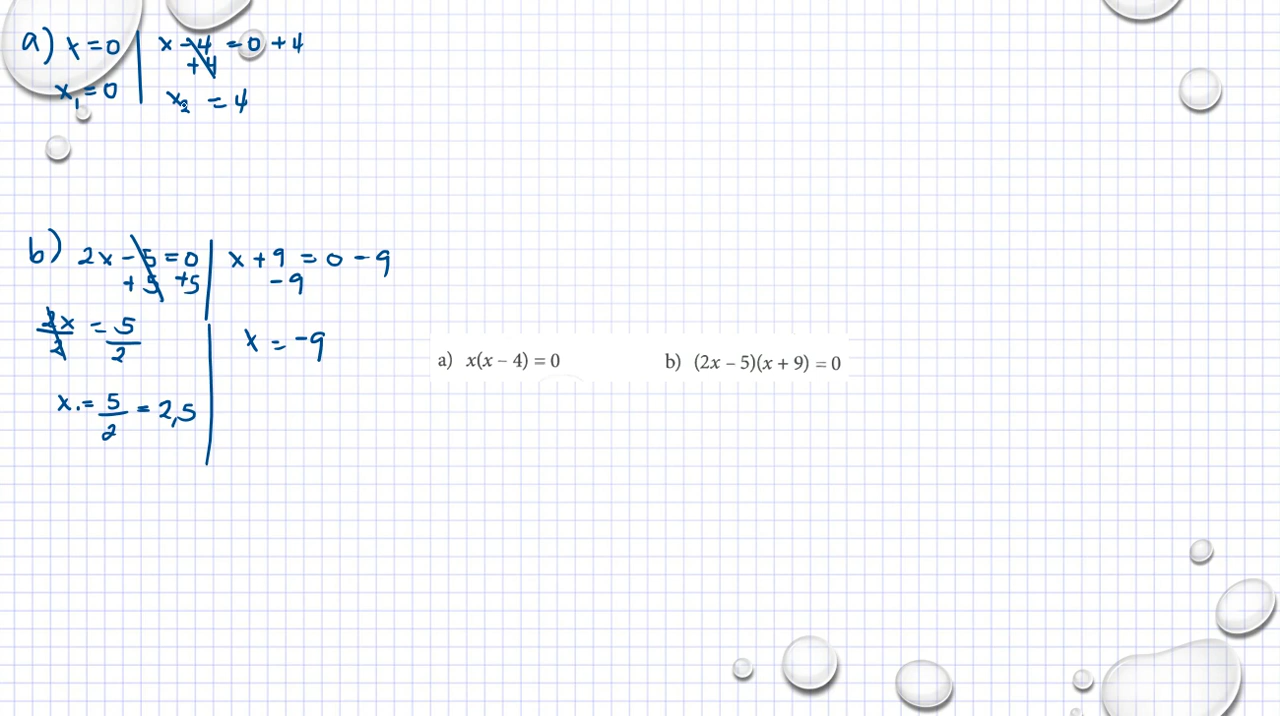 a) x = 0 | x - 4 = 0 + 4
+4
x₁ = 0 | x₂ = 4
b) 2x - 5 = 0 | x + 9 = 0 - 9
+5 +5 | -9
2x/2 = 5/2 | x = -9
a) x(x − 4) = 0
b) (2x − 5)(x + 9) = 0
x₁ = 5/2 = 2,5